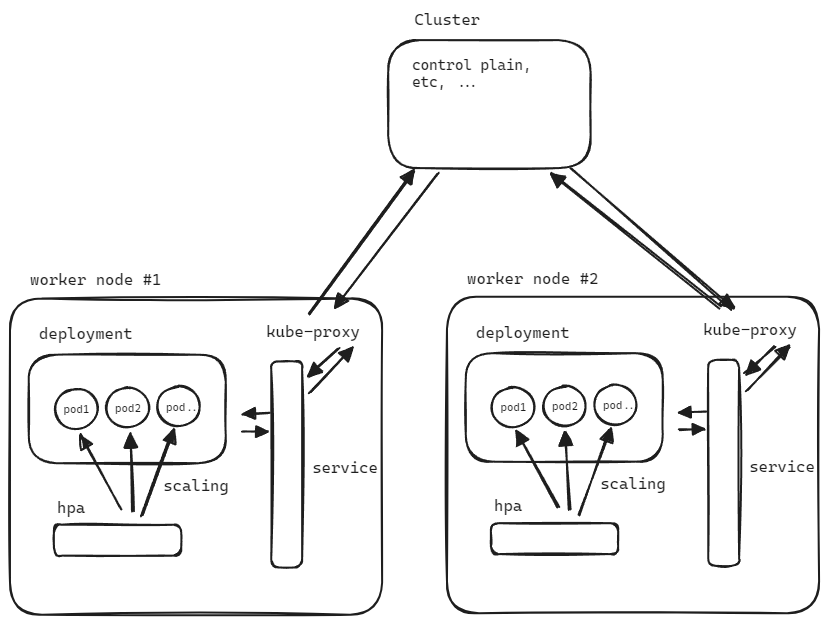 Cluster
control plain,
etc, ...
worker node #1
deployment
kube-proxy
pod1
pod2
pod..
service
scaling
hpa
worker node #2
deployment
kube-proxy
pod1
pod2
pod..
service
scaling
hpa